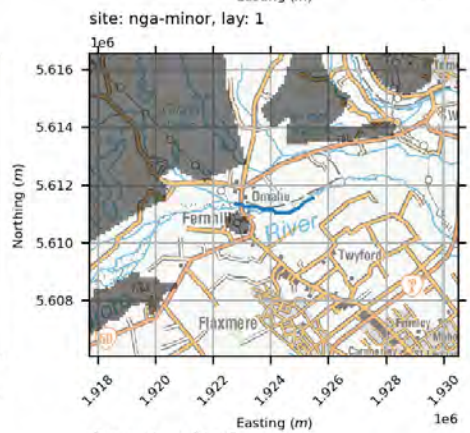 Easting (m)
site: nga-minor, lay: 1
1e6
5.616
5.614
5.612
5.610
5.608
Northing (m)
Omahu
Fernhill
River
Twyford
Flaxmere
Frimley
1.918
1.920
1.922
1.924
1.926
1.928
1.930
1e6
Easting (m)